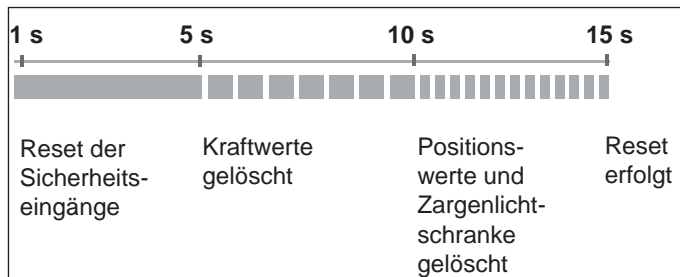 1 s 5 s 10 s 15 s
Reset der
Sicherheits-
eingänge
Kraftwerte
gelöscht
Positions-
werte und
Zargenlicht-
schranke
gelöscht
Reset
erfolgt